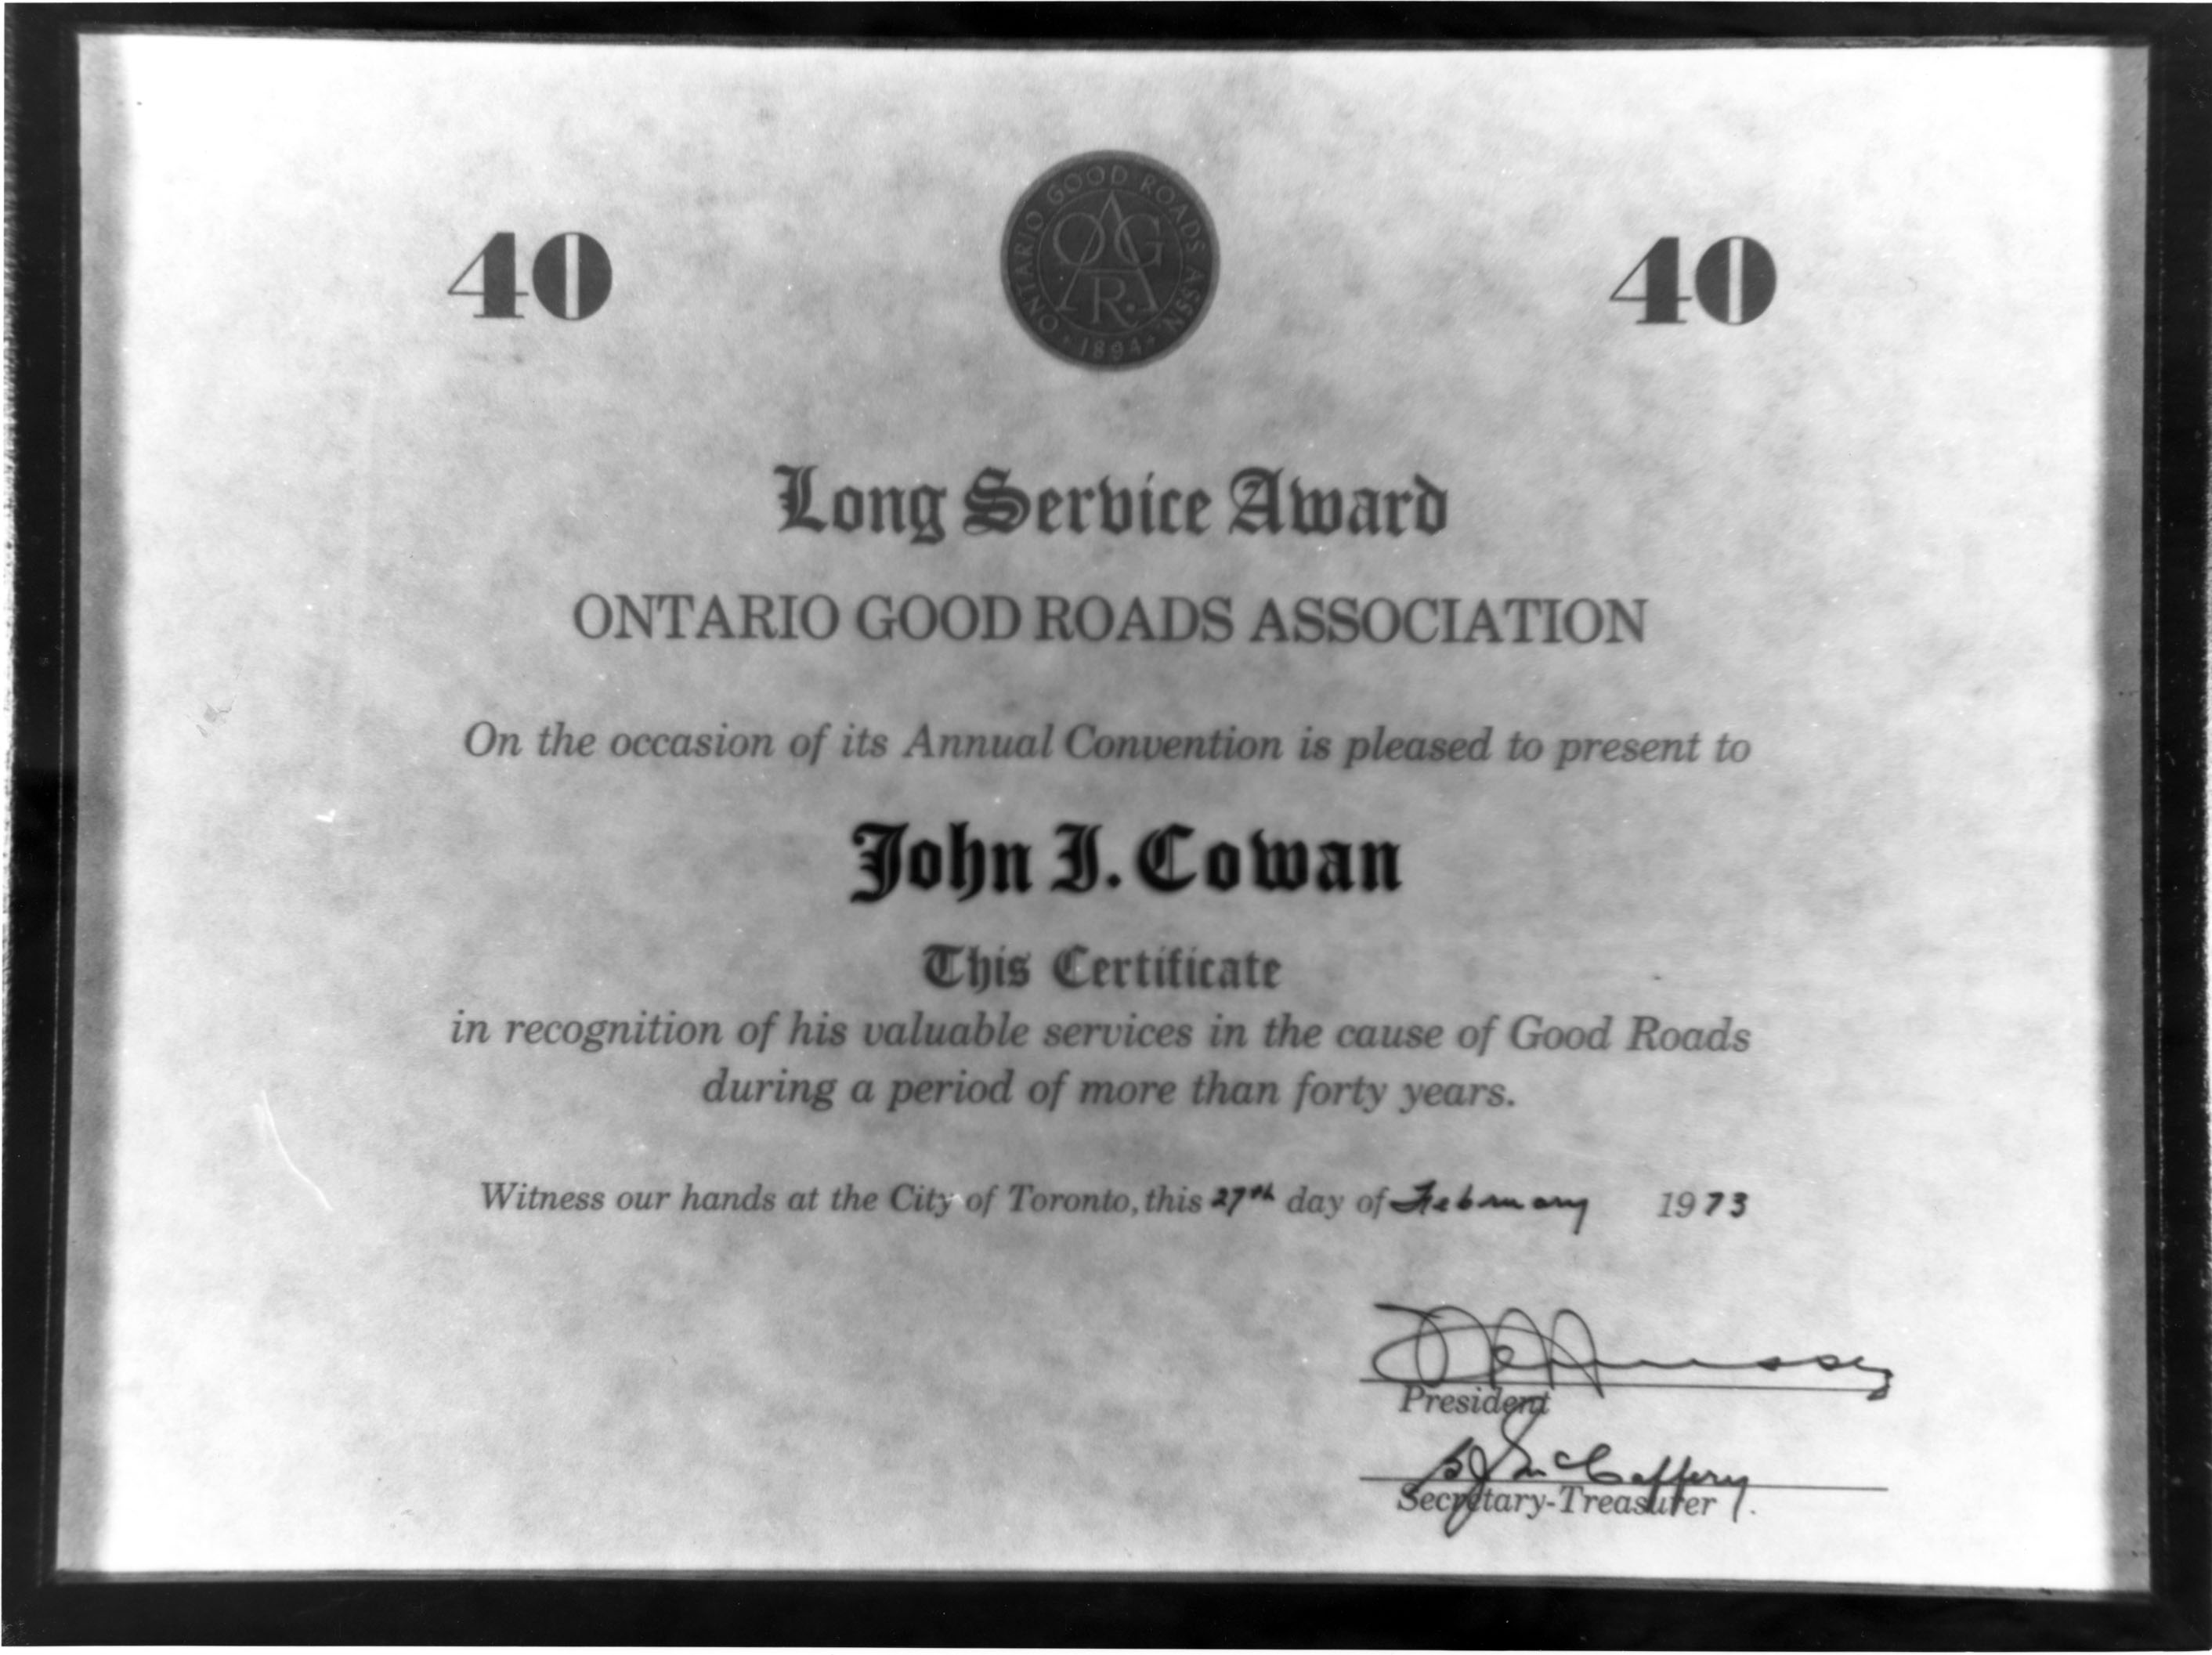 40
ONTARIO GOOD ROADS ASSN.
OGRA
1894
40
Long Service Award
ONTARIO GOOD ROADS ASSOCIATION
On the occasion of its Annual Convention is pleased to present to
John I. Cowan
This Certificate
in recognition of his valuable services in the cause of Good Roads
during a period of more than forty years.
Witness our hands at the City of Toronto, this 27th day of February 1973
President
B J McCaffery
Secretary-Treasurer